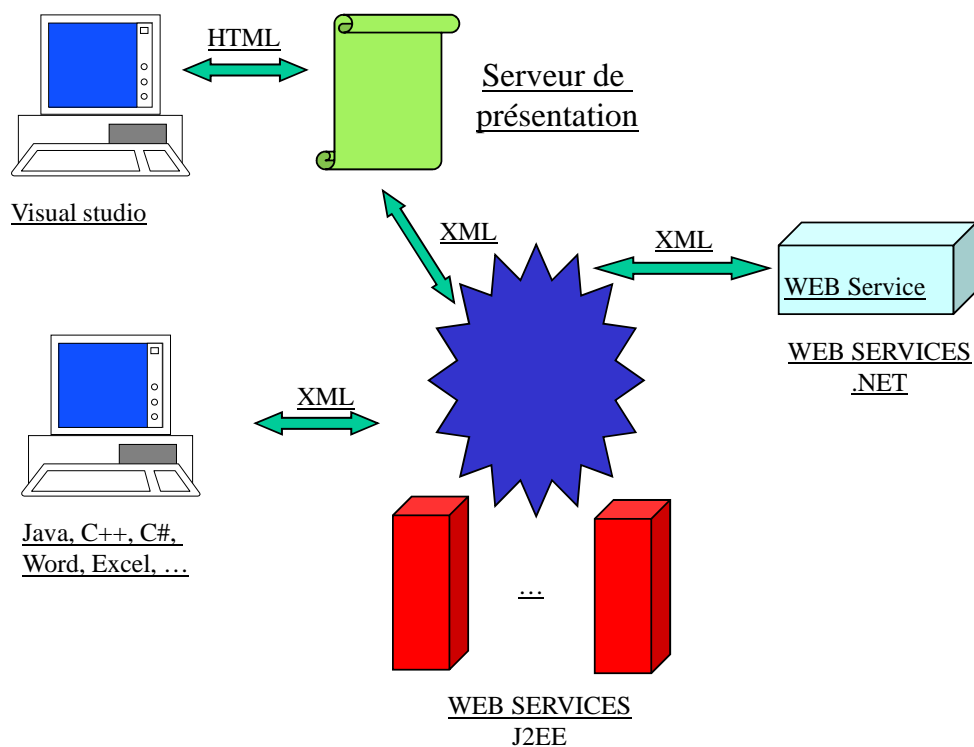 HTML
Serveur de
présentation
Visual studio
XML
XML
WEB Service
WEB SERVICES
.NET
XML
Java, C++, C#,
Word, Excel, …
…
WEB SERVICES
J2EE